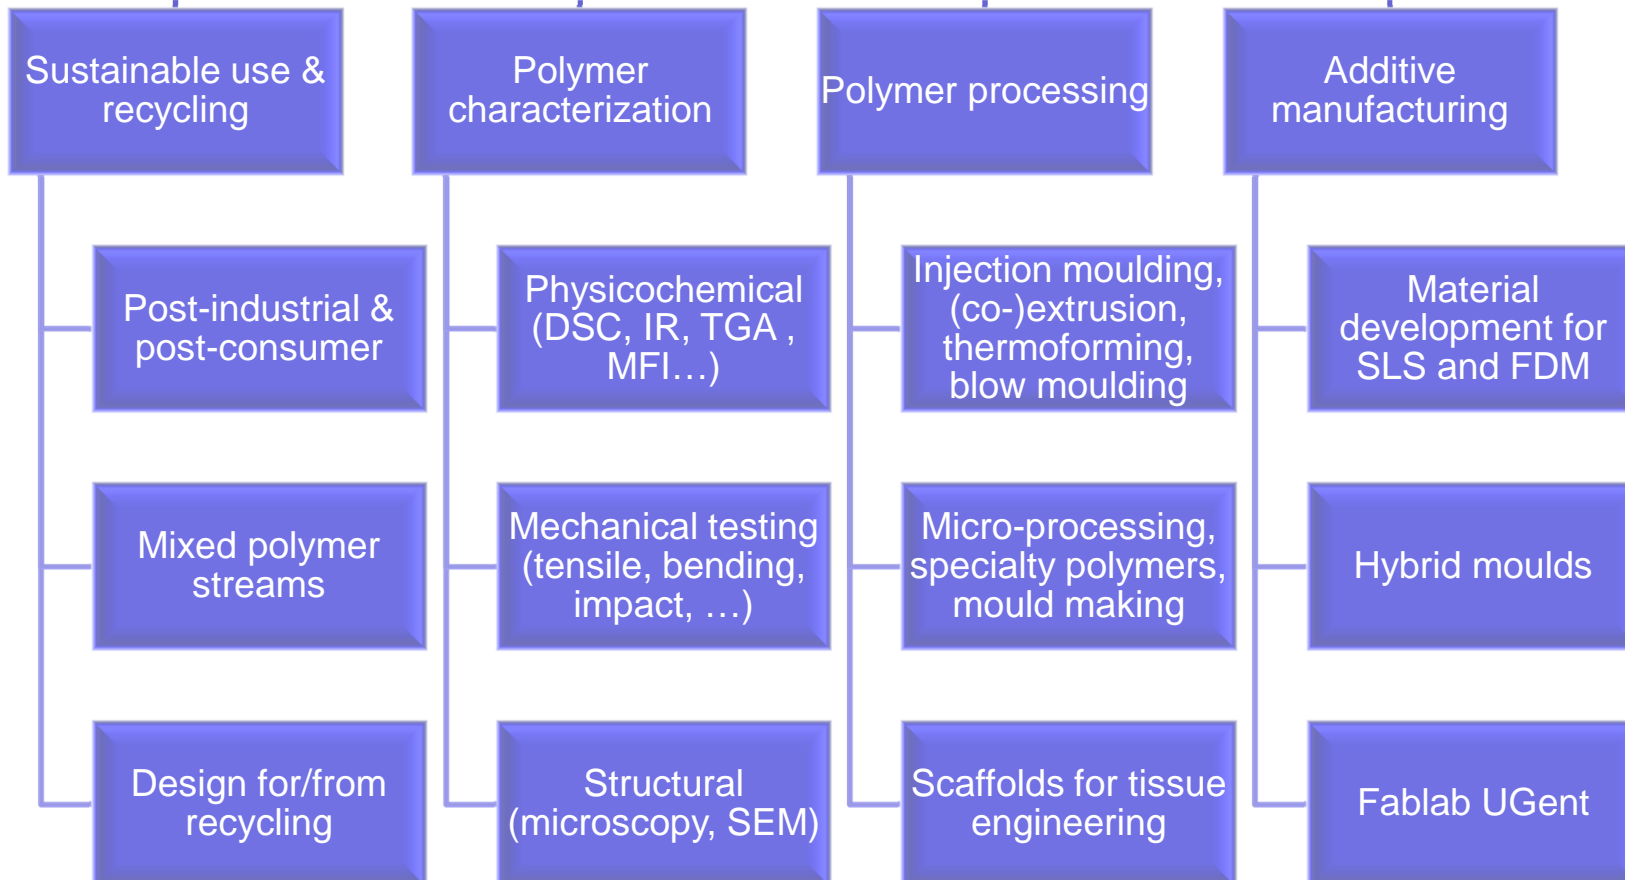 Sustainable use &
recycling
Polymer
characterization
Polymer processing
Additive
manufacturing
Post-industrial &
post-consumer
Physicochemical
(DSC, IR, TGA ,
MFI…)
Injection moulding,
(co-)extrusion,
thermoforming,
blow moulding
Material
development for
SLS and FDM
Mixed polymer
streams
Mechanical testing
(tensile, bending,
impact, …)
Micro-processing,
specialty polymers,
mould making
Hybrid moulds
Design for/from
recycling
Structural
(microscopy, SEM)
Scaffolds for tissue
engineering
Fablab UGent